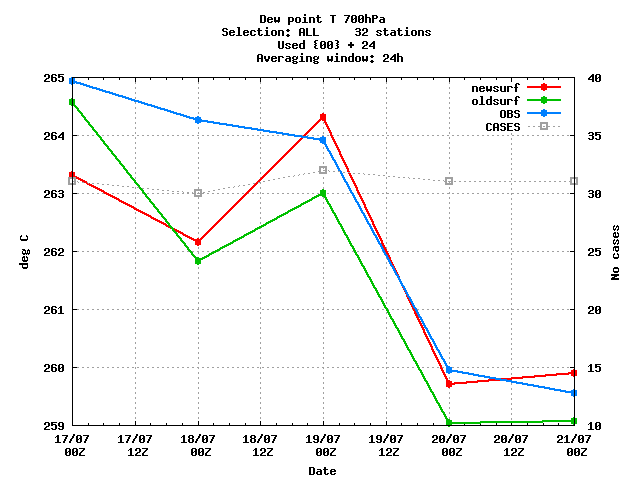 Dew point T 700hPa
Selection: ALL     32 stations
Used {00} + 24
Averaging window: 24h
newsurf
oldsurf
OBS
CASES
265
264
263
262
261
260
259
deg C
40
35
30
25
20
15
10
No cases
17/07 17/07 18/07 18/07 19/07 19/07 20/07 20/07 21/07
00Z 12Z 00Z 12Z 00Z 12Z 00Z 12Z 00Z
Date